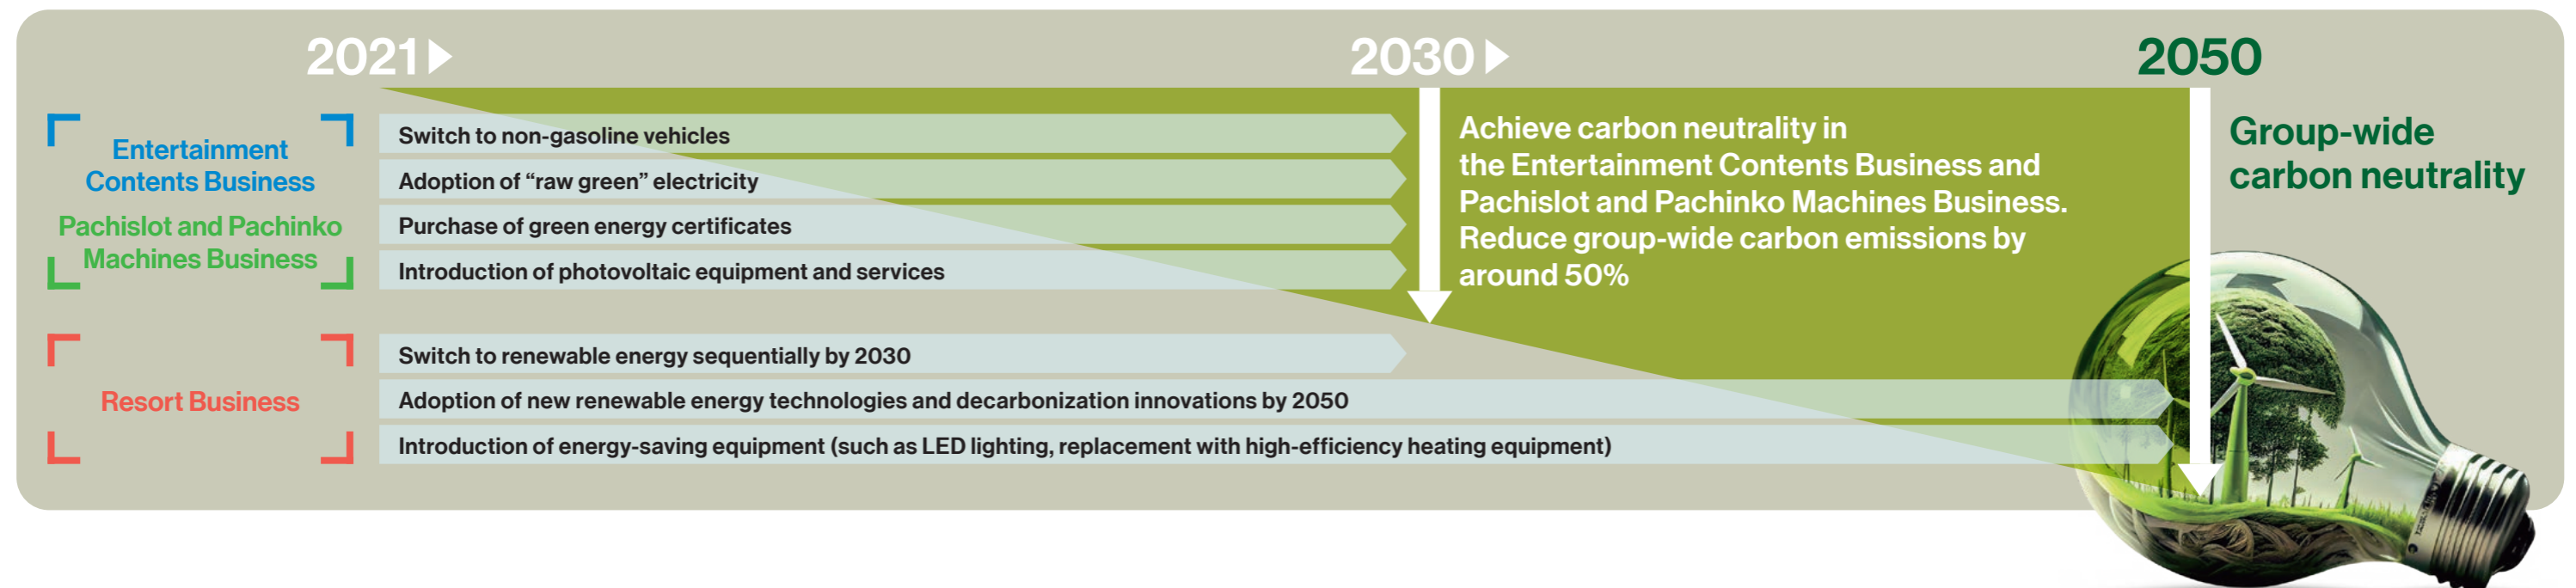 2021
2030
2050
Entertainment
Contents Business
Pachislot and Pachinko
Machines Business
Switch to non-gasoline vehicles
Adoption of “raw green” electricity
Purchase of green energy certificates
Introduction of photovoltaic equipment and services
Achieve carbon neutrality in
the Entertainment Contents Business and
Pachislot and Pachinko Machines Business.
Reduce group-wide carbon emissions by
around 50%
Group-wide
carbon neutrality
Resort Business
Switch to renewable energy sequentially by 2030
Adoption of new renewable energy technologies and decarbonization innovations by 2050
Introduction of energy-saving equipment (such as LED lighting, replacement with high-efficiency heating equipment)